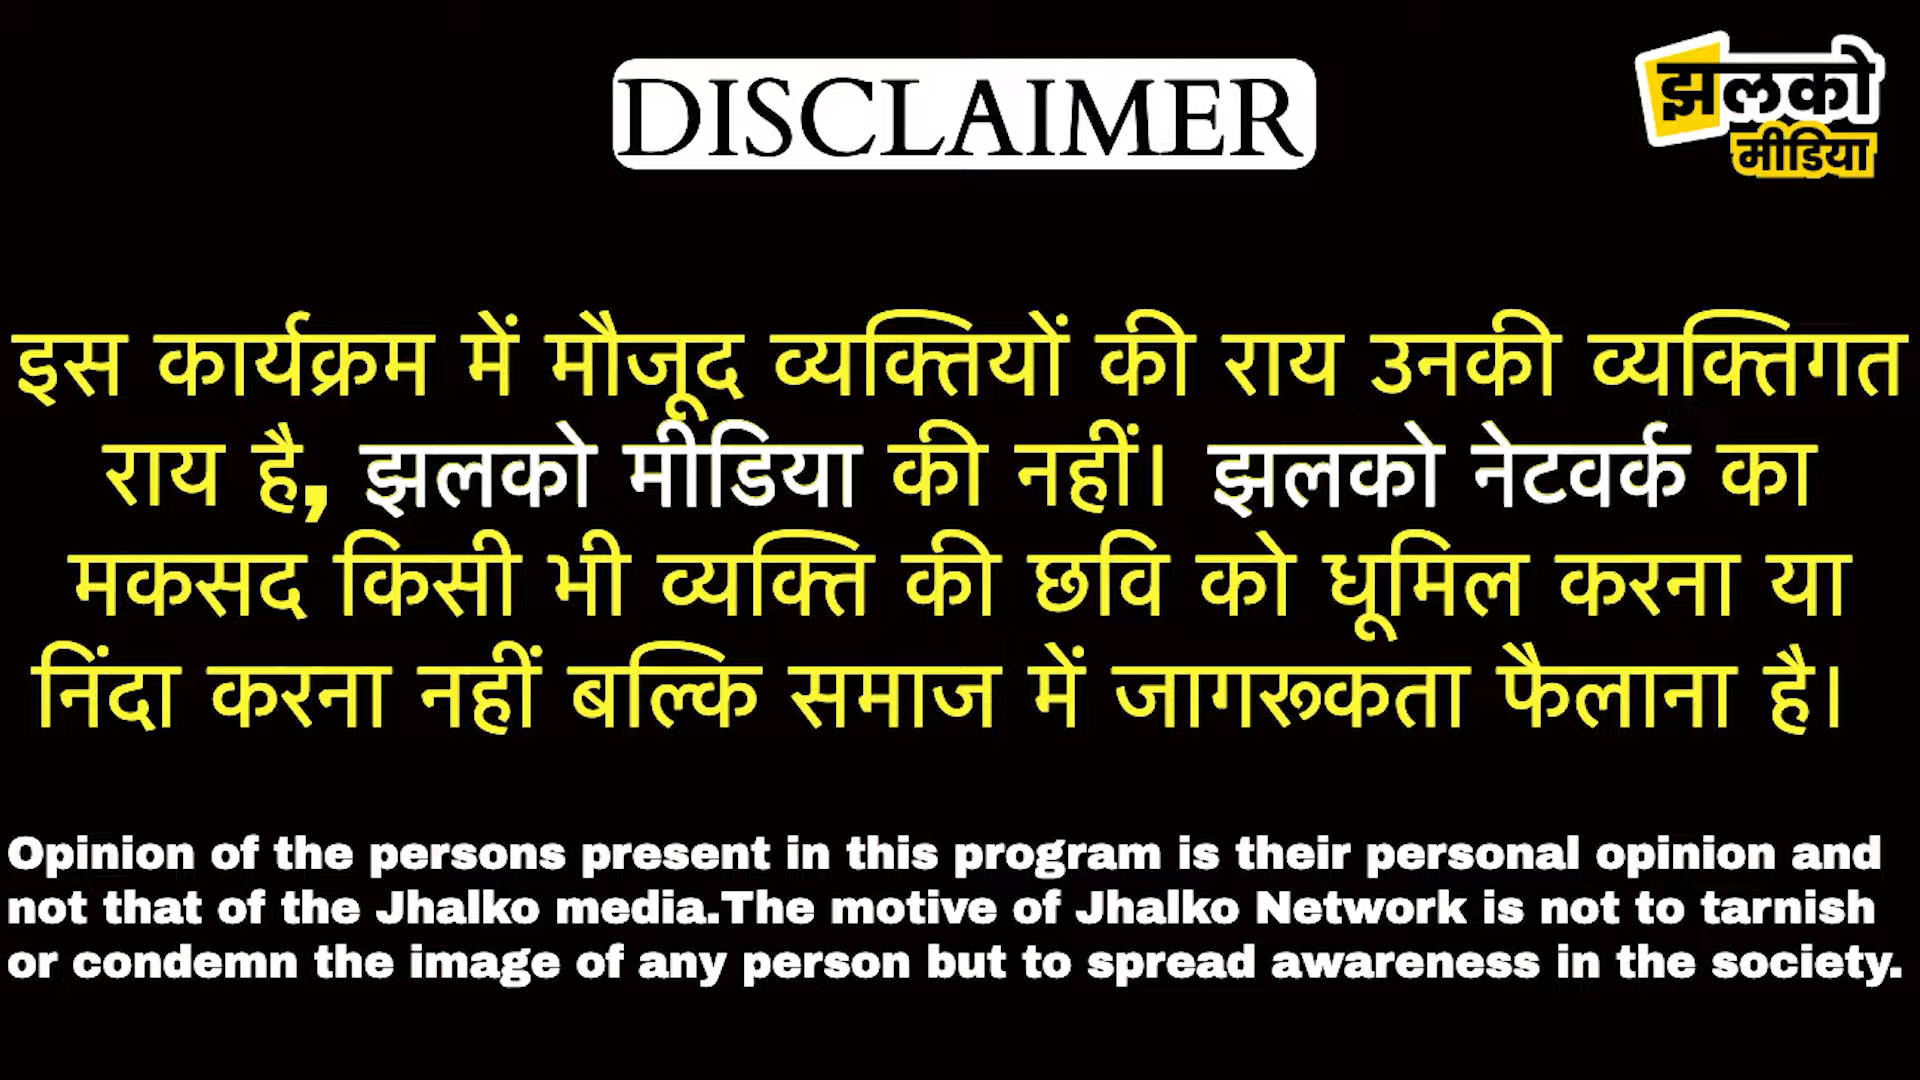 DISCLAIMER
झलको
मीडिया
इस कार्यक्रम में मौजूद व्यक्तियों की राय उनकी व्यक्तिगत
राय है, झलको मीडिया की नहीं। झलको नेटवर्क का
मकसद किसी भी व्यक्ति की छवि को धूमिल करना या
निंदा करना नहीं बल्कि समाज में जागरूकता फैलाना है।
Opinion of the persons present in this program is their personal opinion and
not that of the Jhalko media.The motive of Jhalko Network is not to tarnish
or condemn the image of any person but to spread awareness in the society.